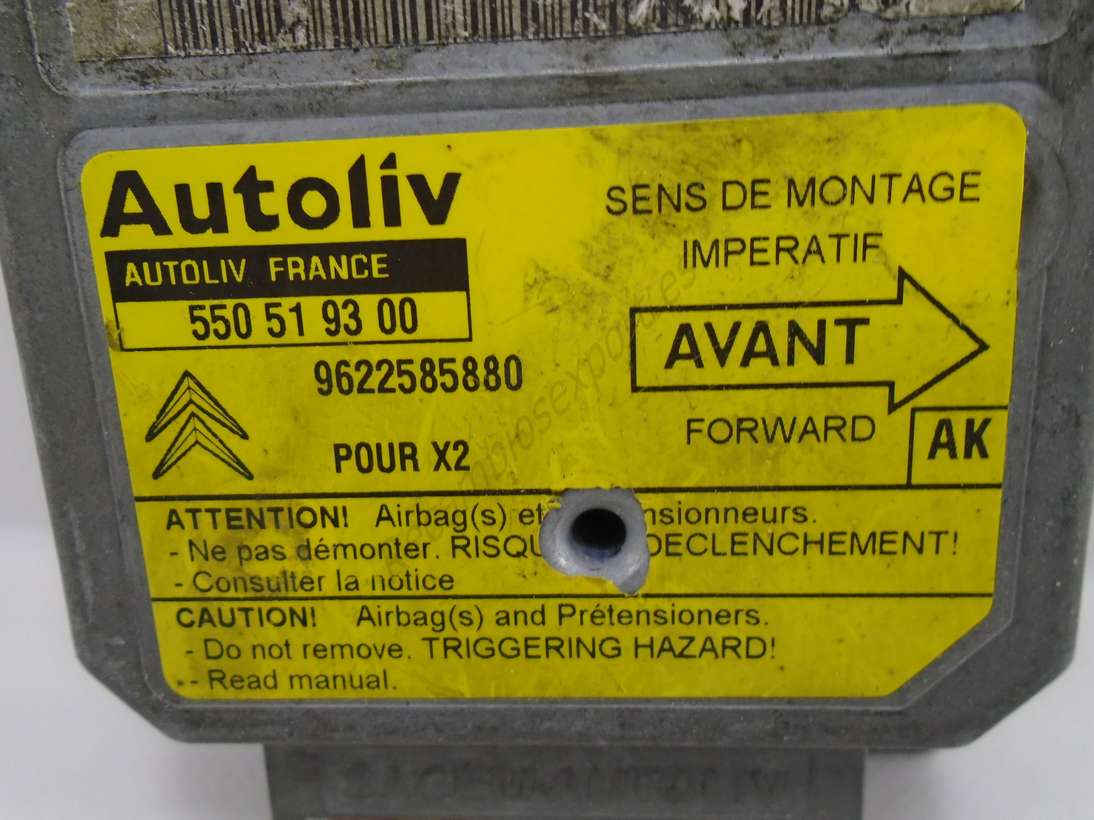 Autoliv
AUTOLIV FRANCE
550 51 93 00
9622585880
POUR X2
SENS DE MONTAGE
IMPERATIF
AVANT
FORWARD
AK
ATTENTION! Airbag(s) et
- Ne pas démonter. DECLENCHEMENT!
- Consulter la notice
CAUTION! Airbag(s) and Prétensioners.
- Do not remove. TRIGGERING HAZARD!
- Read manual.